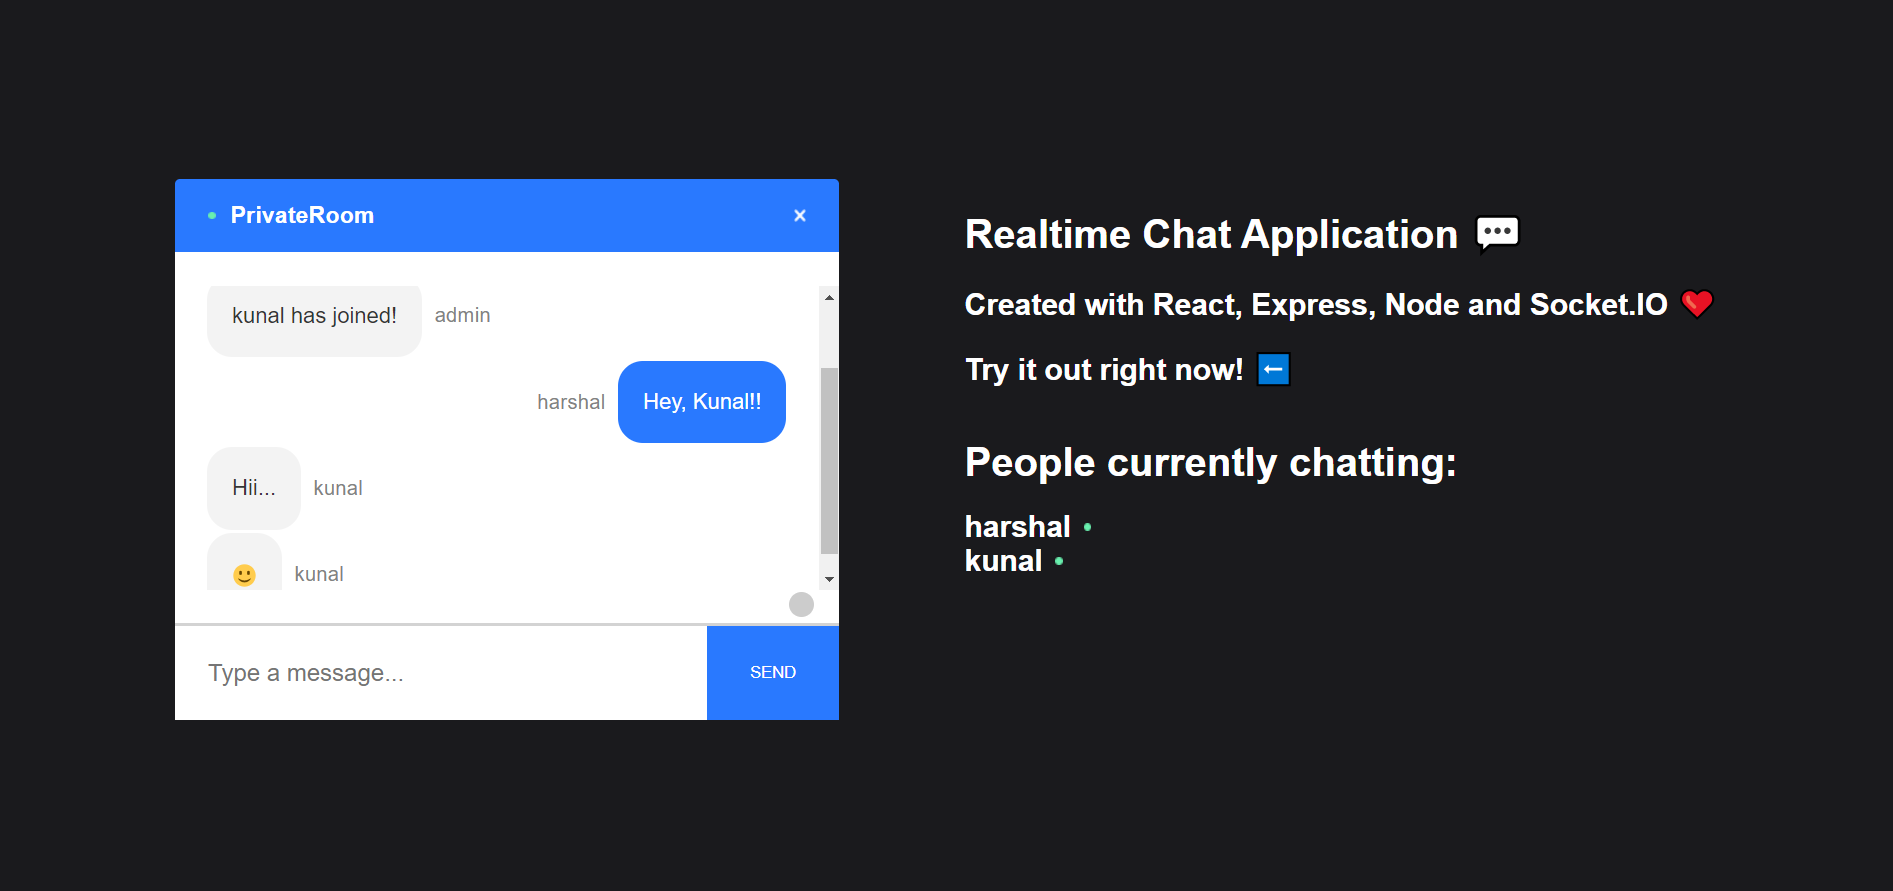 PrivateRoom
kunal has joined! admin
harshal Hey, Kunal!!
Hii... kunal
🙂 kunal
Type a message... SEND
Realtime Chat Application 💬
Created with React, Express, Node and Socket.IO ❤️
Try it out right now! ⬅️
People currently chatting:
harshal
kunal